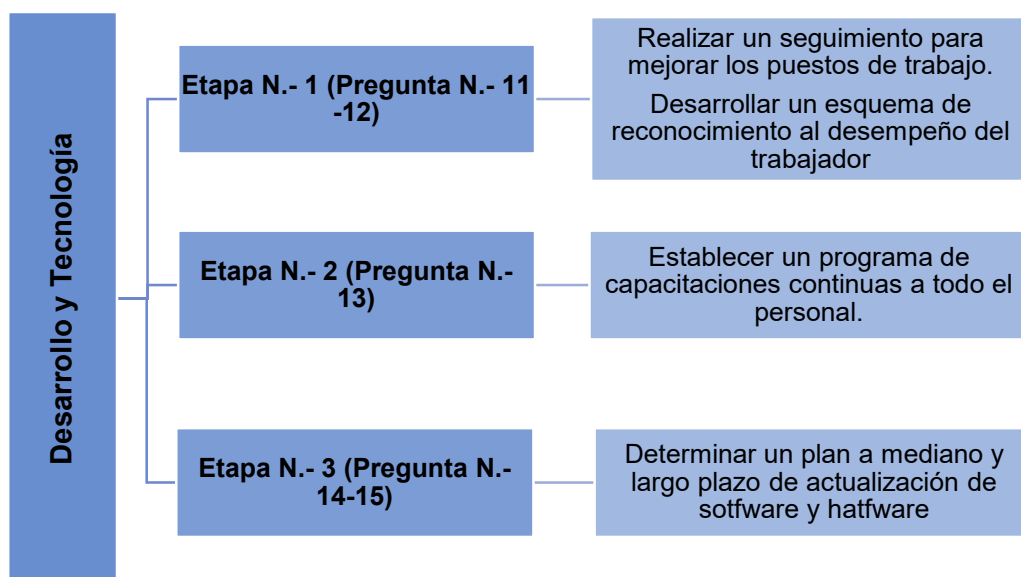 Desarrollo y Tecnología
Etapa N.- 1 (Pregunta N.- 11
-12)
Realizar un seguimiento para
mejorar los puestos de trabajo.
Desarrollar un esquema de
reconocimiento al desempeño del
trabajador
Etapa N.- 2 (Pregunta N.-
13)
Establecer un programa de
capacitaciones continuas a todo el
personal.
Etapa N.- 3 (Pregunta N.-
14-15)
Determinar un plan a mediano y
largo plazo de actualización de
sotfware y hatfware